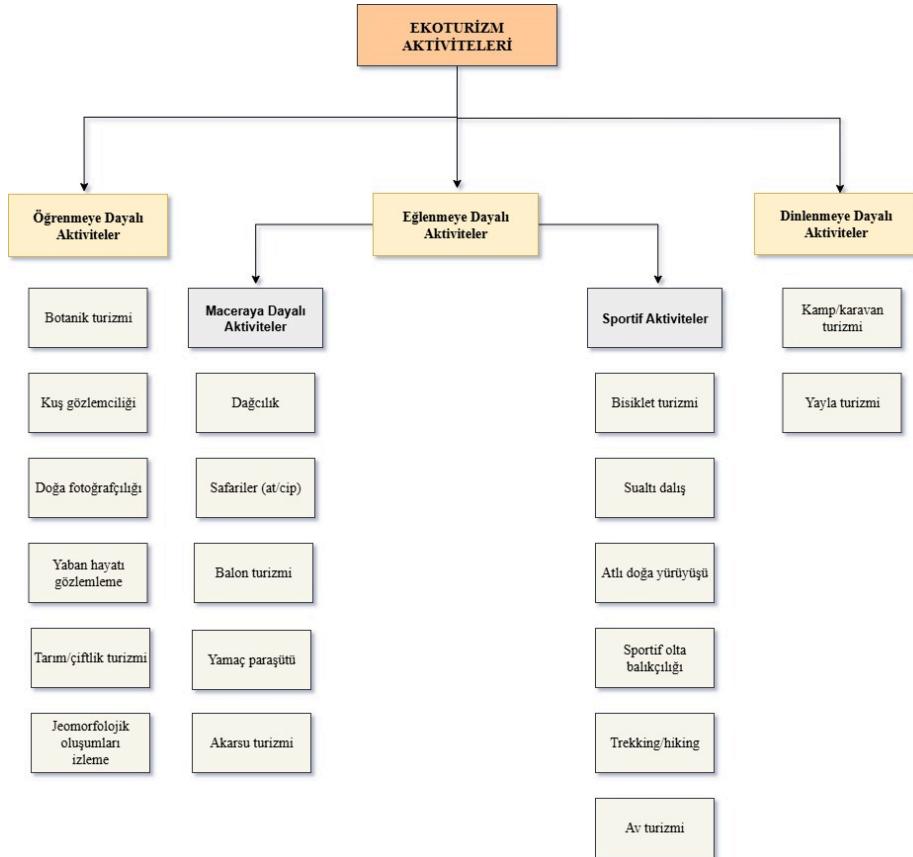 EKOTURİZM
AKTİVİTELERİ
Öğrenmeye Dayalı
Aktiviteler
Eğlenmeye Dayalı
Aktiviteler
Dinlenmeye Dayalı
Aktiviteler
Botanik turizmi
Kuş gözlemciliği
Doğa fotoğrafçılığı
Yaban hayatı
gözlemleme
Tarım/çiftlik turizmi
Jeomorfolojik
oluşumları
izleme
Maceraya Dayalı
Aktiviteler
Dağcılık
Safariler (at/cip)
Balon turizmi
Yamaç paraşütü
Akarsu turizmi
Sportif Aktiviteler
Bisiklet turizmi
Sualtı dalış
Atlı doğa yürüyüşü
Sportif olta
balıkçılığı
Trekking/hiking
Av turizmi
Kamp/karavan
turizmi
Yayla turizmi